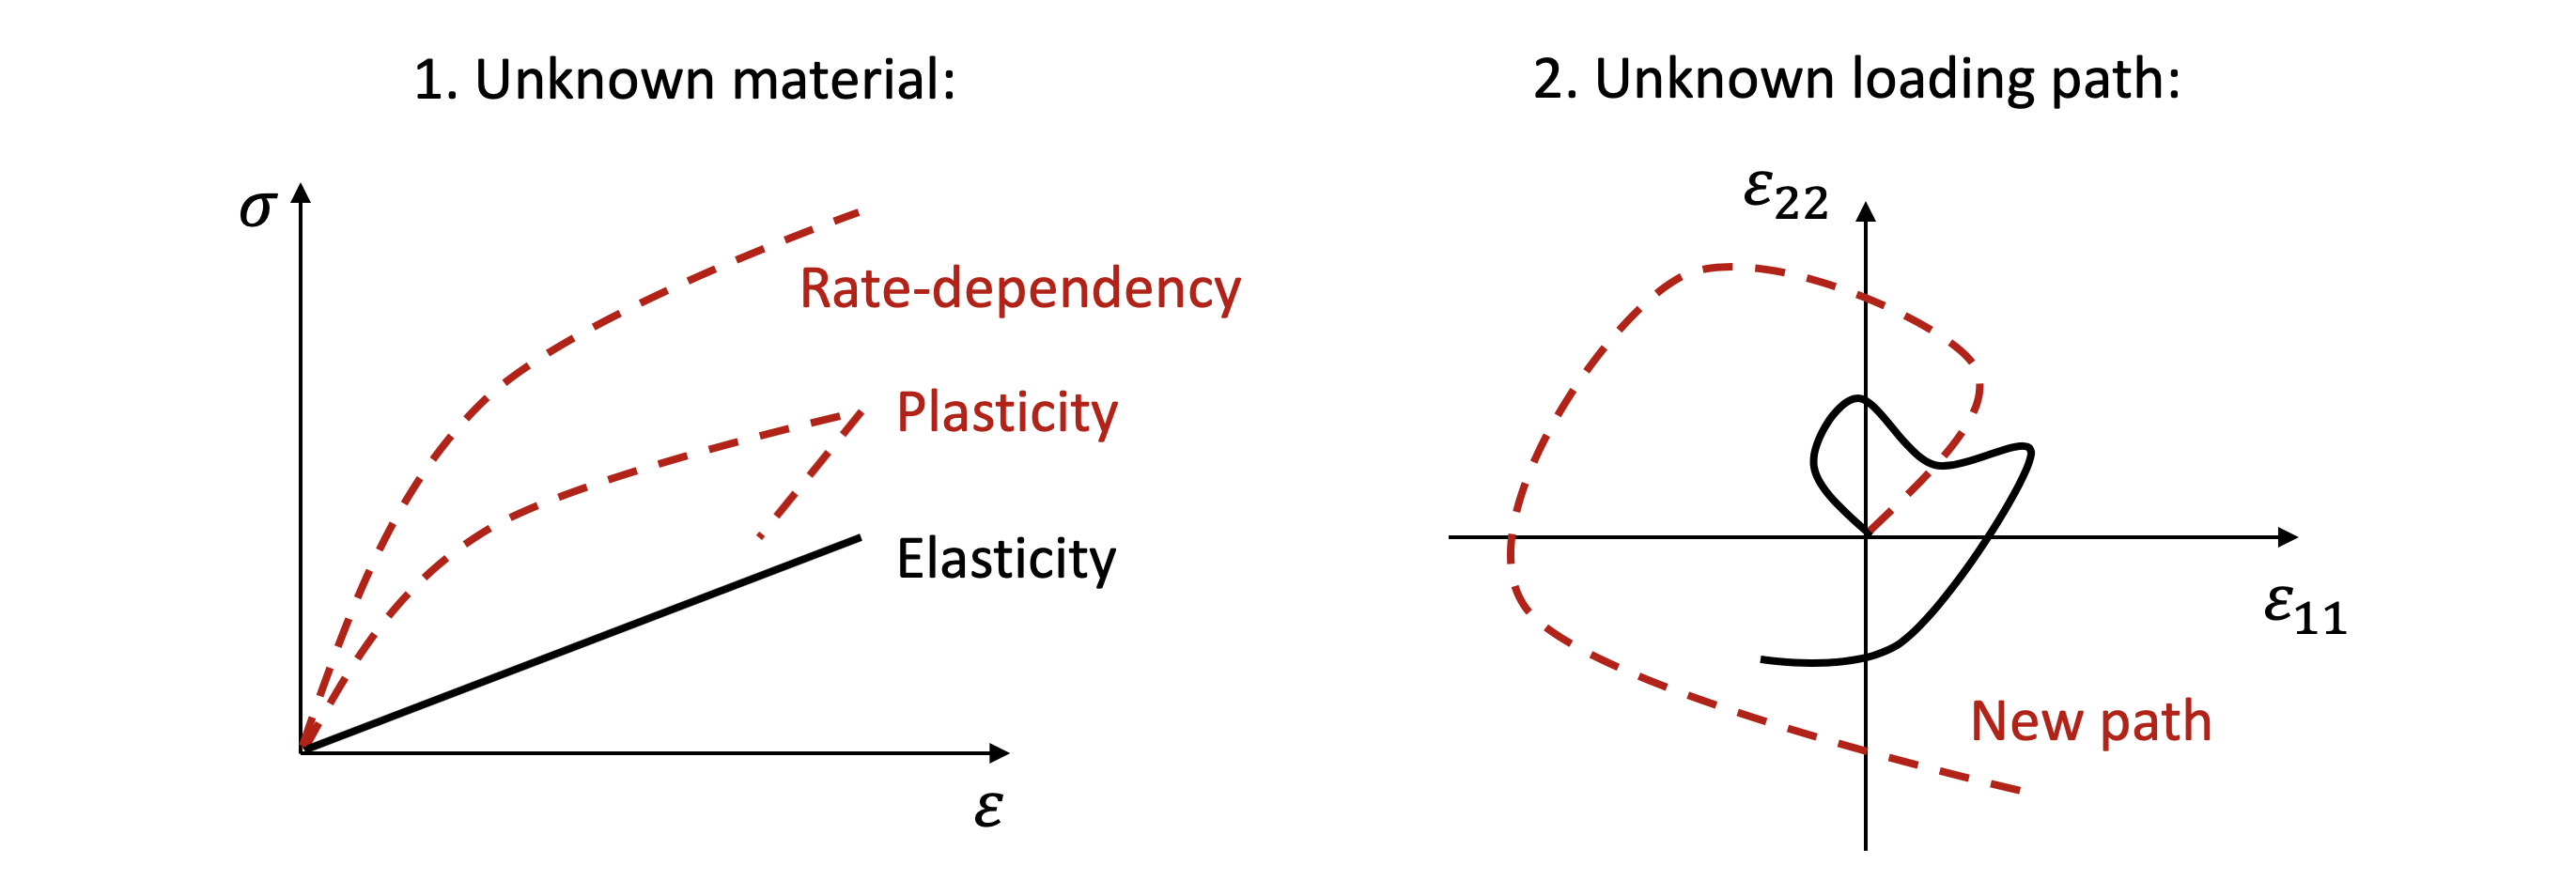 1. Unknown material:
σ
Rate-dependency
Plasticity
Elasticity
ε
2. Unknown loading path:
ε22
ε11
New path